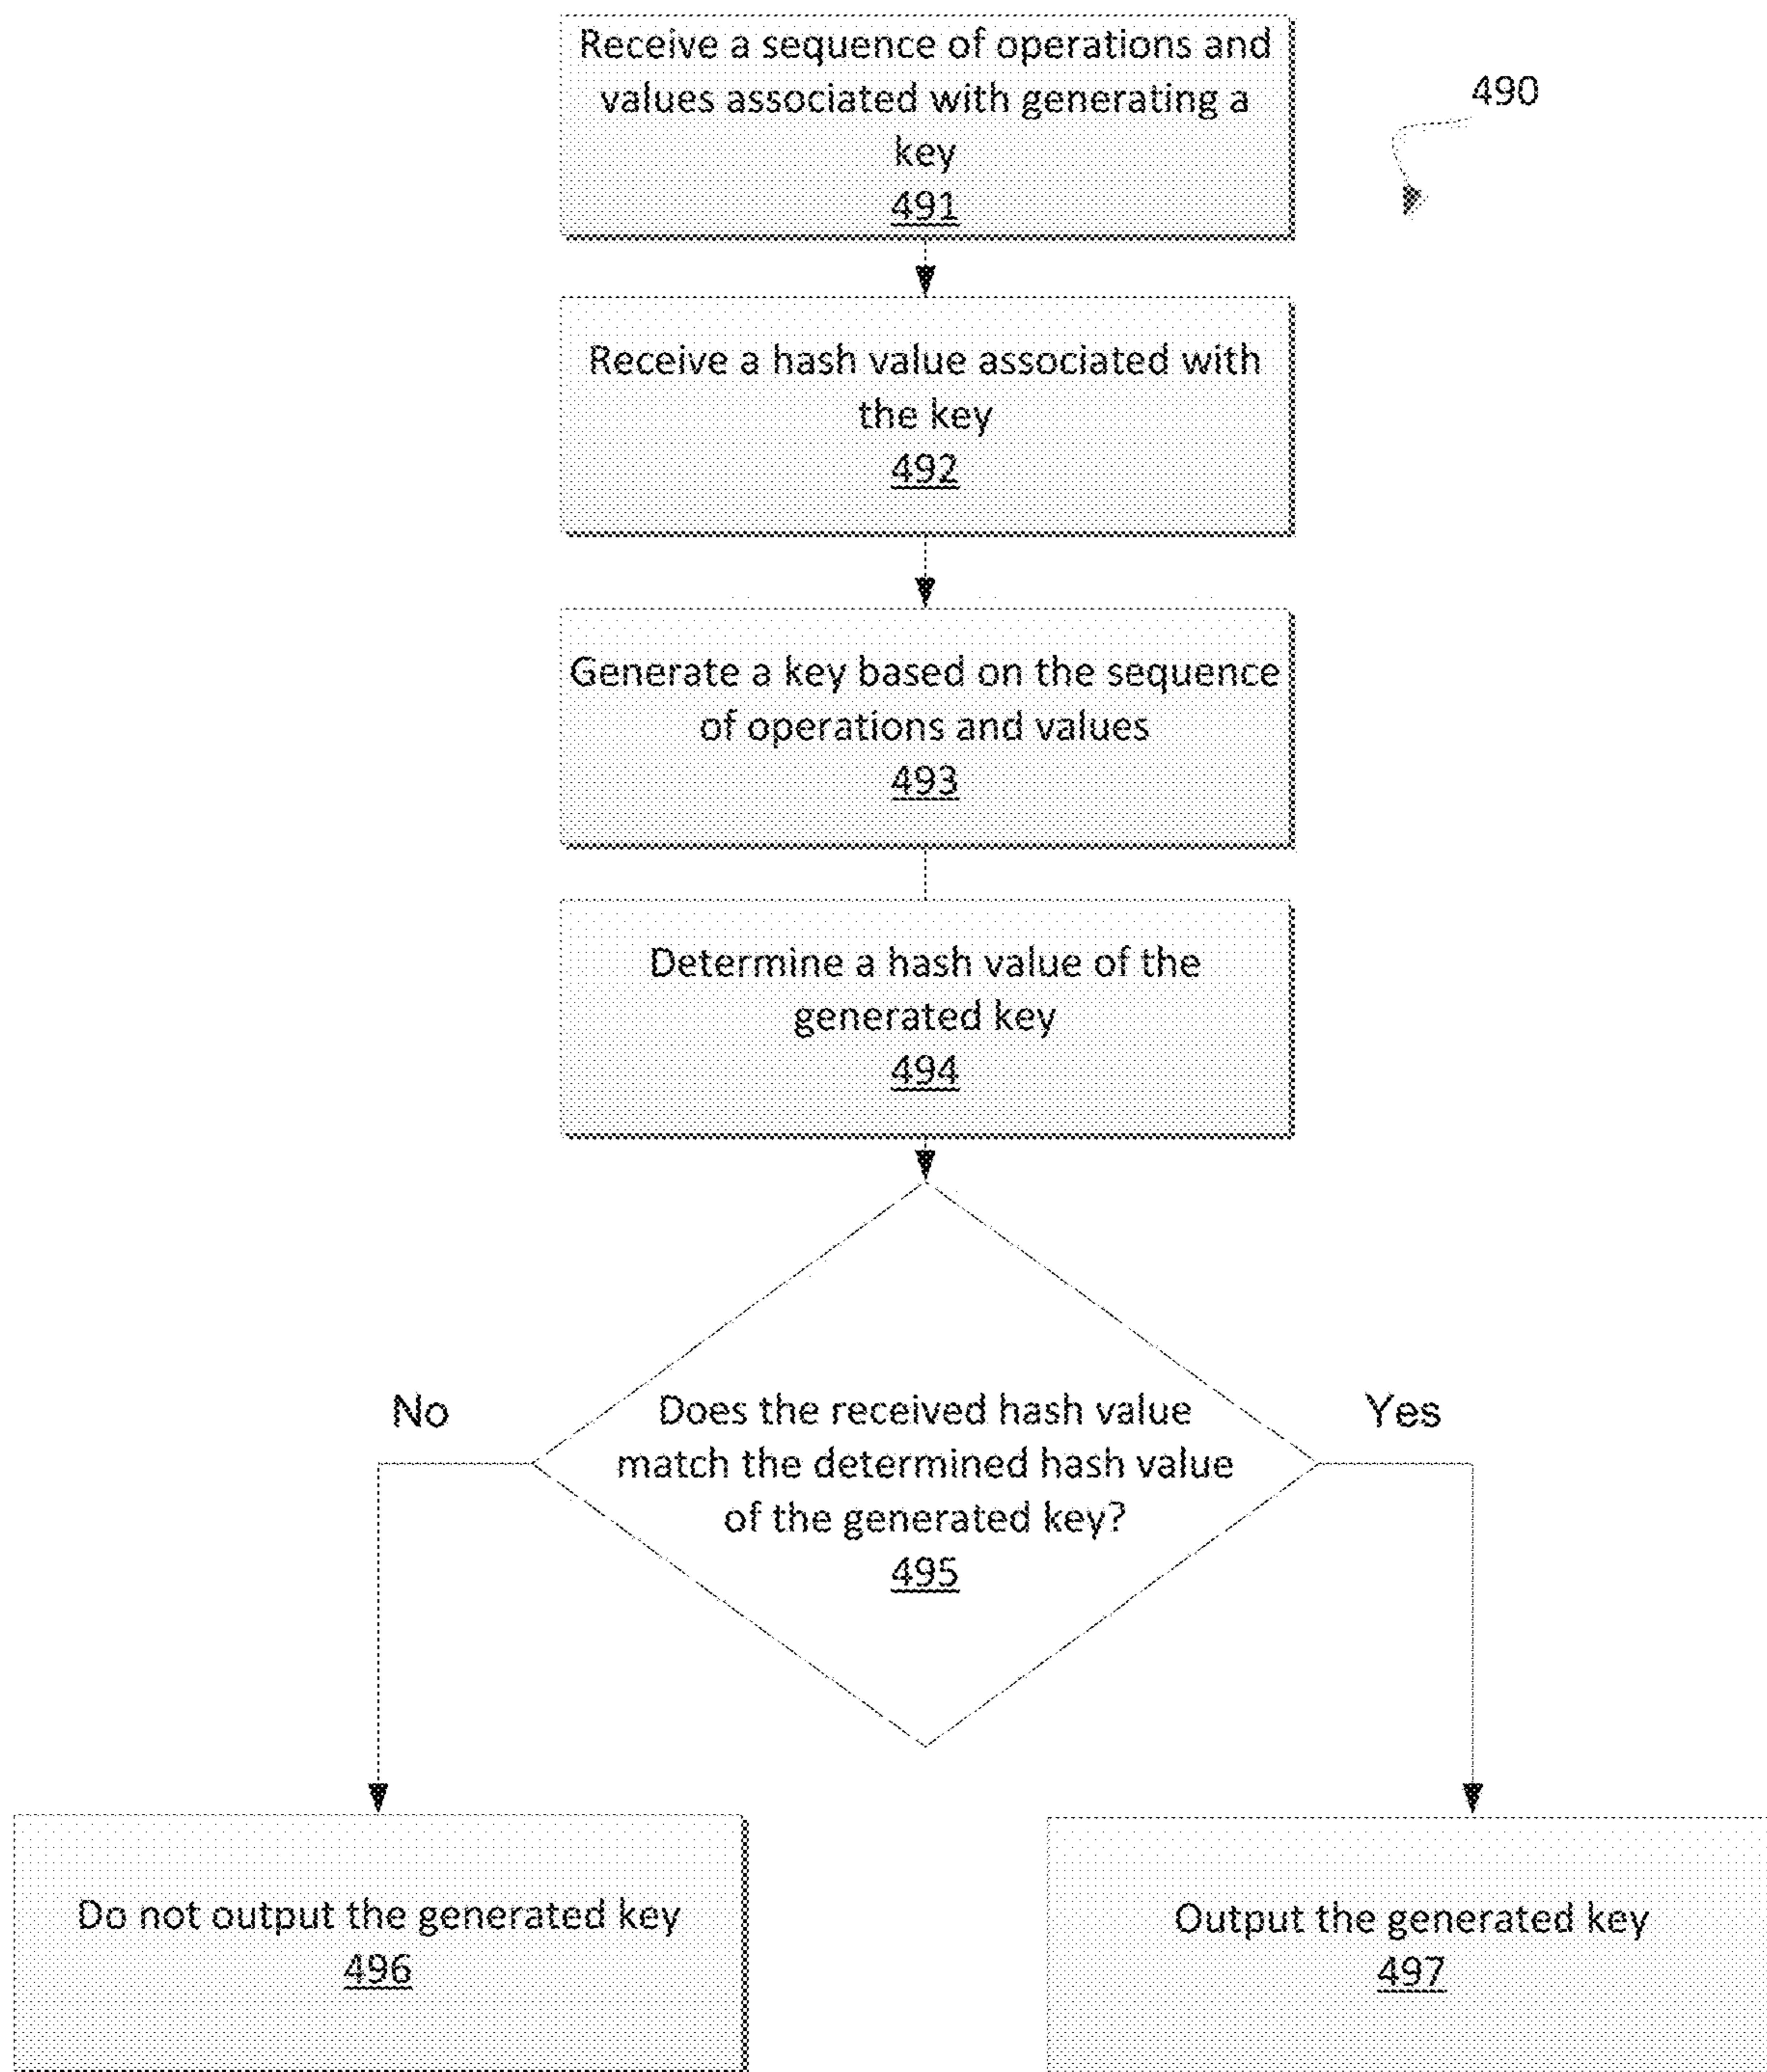 Receive a sequence of operations and
values associated with generating a
key
491
490
Receive a hash value associated with
the key
492
Generate a key based on the sequence
of operations and values
493
Determine a hash value of the
generated key
494
No
Does the received hash value
match the determined hash value
of the generated key?
495
Yes
Do not output the generated key
496
Output the generated key
497